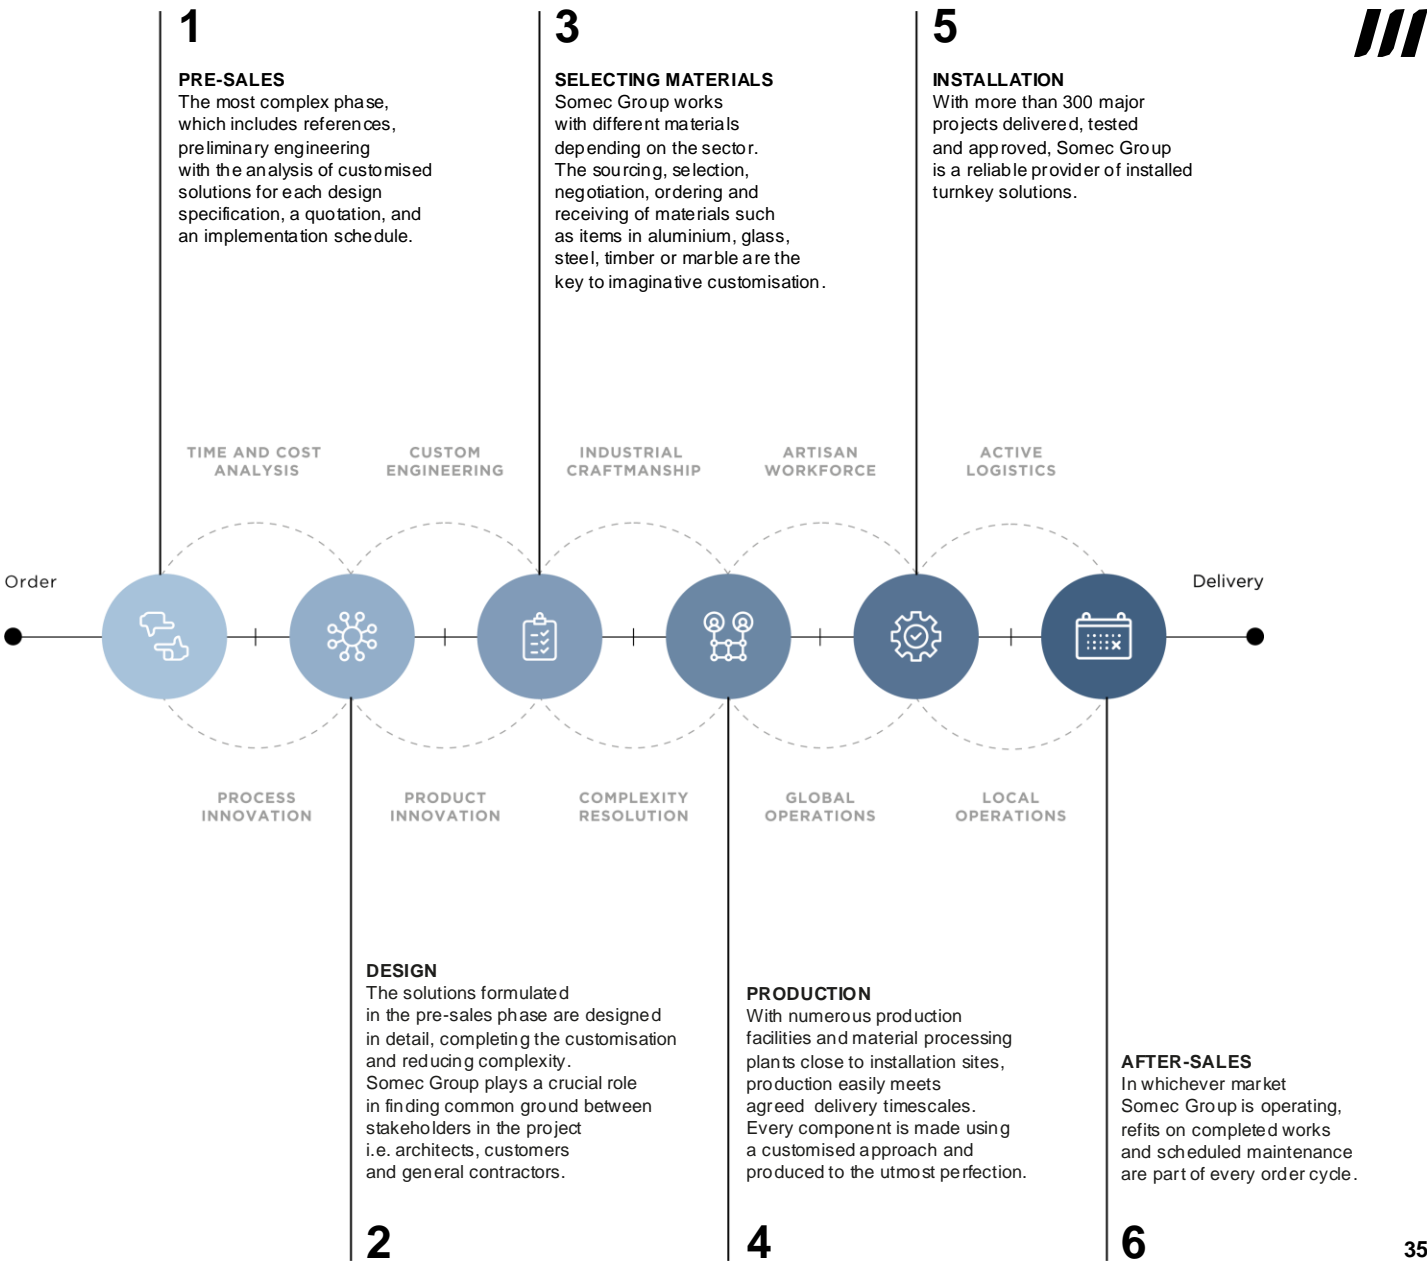 1
PRE-SALES
The most complex phase,
which includes references,
preliminary engineering
with the analysis of customised
solutions for each design
specification, a quotation, and
an implementation schedule.
3
SELECTING MATERIALS
Somec Group works
with different materials
depending on the sector.
The sourcing, selection,
negotiation, ordering and
receiving of materials such
as items in aluminium, glass,
steel, timber or marble are the
key to imaginative customisation.
5
INSTALLATION
With more than 300 major
projects delivered, tested
and approved, Somec Group
is a reliable provider of installed
turnkey solutions.
TIME AND COST
ANALYSIS
CUSTOM
ENGINEERING
INDUSTRIAL
CRAFTMANSHIP
ARTISAN
WORKFORCE
ACTIVE
LOGISTICS
Order
Delivery
PROCESS
INNOVATION
PRODUCT
INNOVATION
COMPLEXITY
RESOLUTION
GLOBAL
OPERATIONS
LOCAL
OPERATIONS
DESIGN
The solutions formulated
in the pre-sales phase are designed
in detail, completing the customisation
and reducing complexity.
Somec Group plays a crucial role
in finding common ground between
stakeholders in the project
i.e. architects, customers
and general contractors.
2
PRODUCTION
With numerous production
facilities and material processing
plants close to installation sites,
production easily meets
agreed delivery timescales.
Every component is made using
a customised approach and
produced to the utmost perfection.
4
AFTER-SALES
In whichever market
Somec Group is operating,
refits on completed works
and scheduled maintenance
are part of every order cycle.
6
35